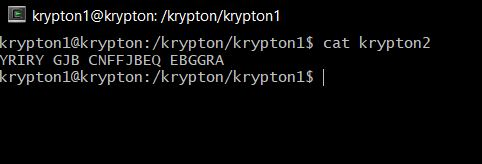 krypton1@krypton: /krypton/krypton1
krypton1@krypton:/krypton/krypton1$ cat krypton2
YRIRY GJB CNFFJBEQ EBGGRA
krypton1@krypton:/krypton/krypton1$